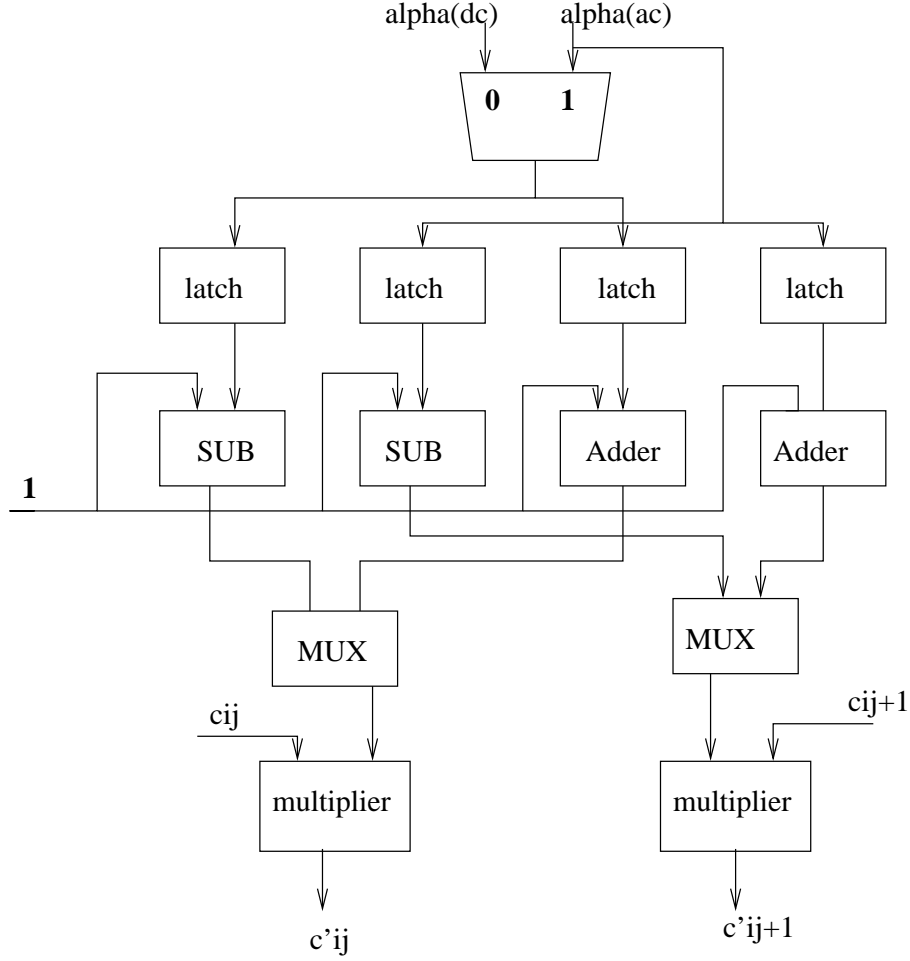 alpha(dc) alpha(ac)
0 1
latch latch latch latch
SUB SUB Adder Adder
1
MUX MUX
cij cij+1
multiplier multiplier
c'ij c'ij+1